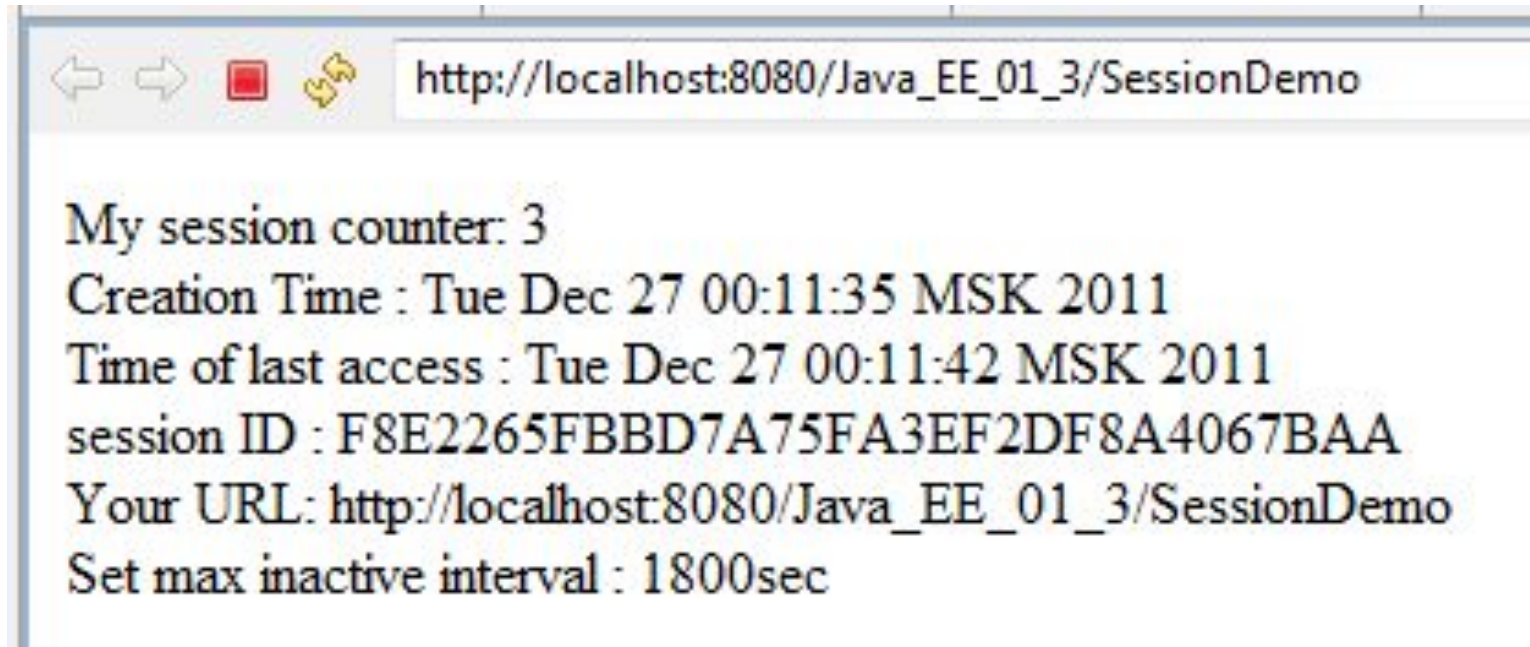 http://localhost:8080/Java_EE_01_3/SessionDemo
My session counter: 3
Creation Time : Tue Dec 27 00:11:35 MSK 2011
Time of last access : Tue Dec 27 00:11:42 MSK 2011
session ID : F8E2265FBBD7A75FA3EF2DF8A4067BAA
Your URL: http://localhost:8080/Java_EE_01_3/SessionDemo
Set max inactive interval : 1800sec